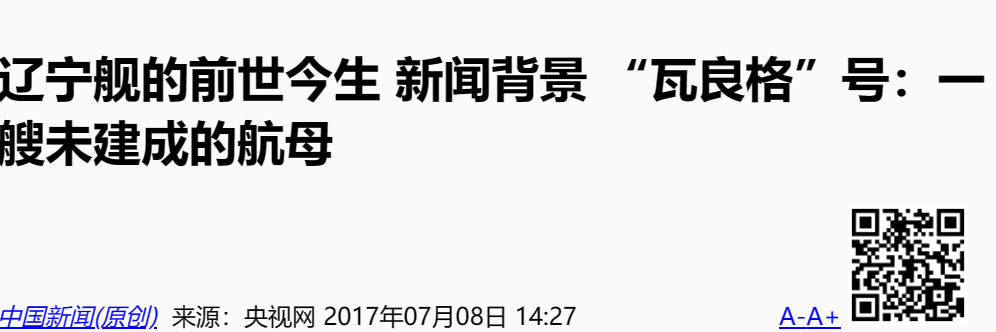 辽宁舰的前世今生 新闻背景 “瓦良格”号：一
艘未建成的航母
中国新闻(原创) 来源：央视网 2017年07月08日 14:27 A-A+